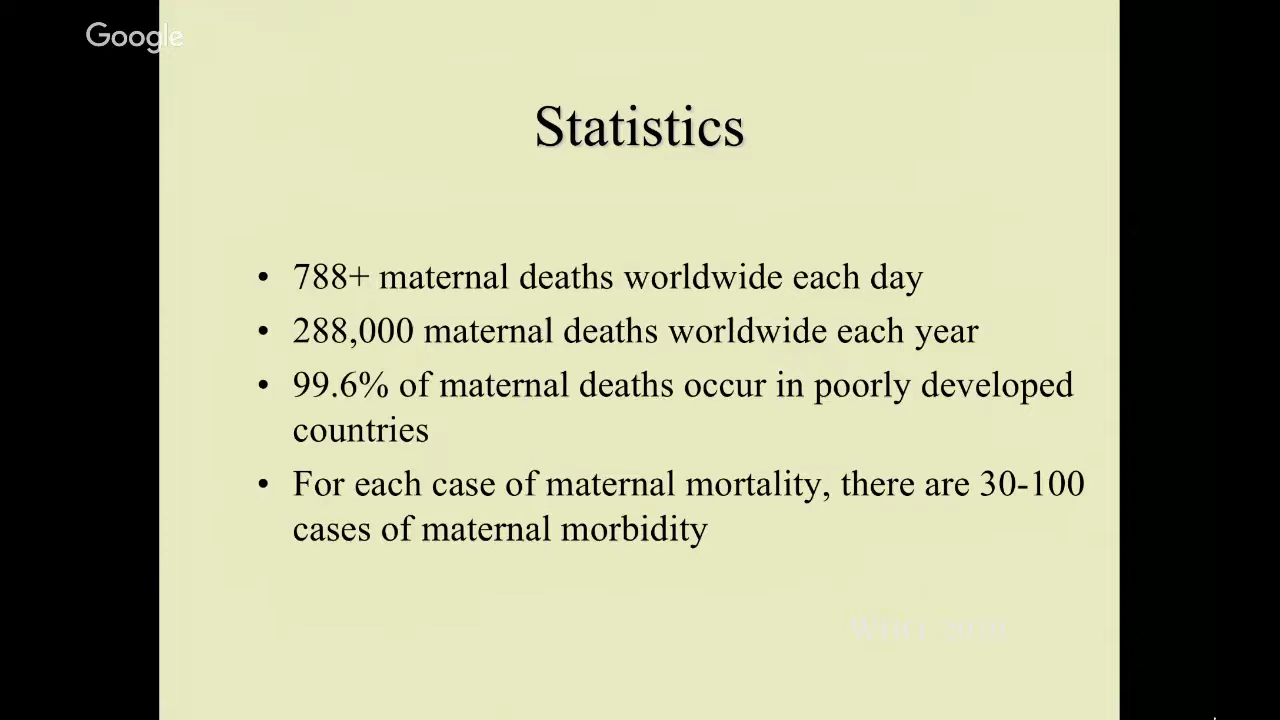 Google
Statistics
• 788+ maternal deaths worldwide each day
• 288,000 maternal deaths worldwide each year
• 99.6% of maternal deaths occur in poorly developed
countries
• For each case of maternal mortality, there are 30-100
cases of maternal morbidity